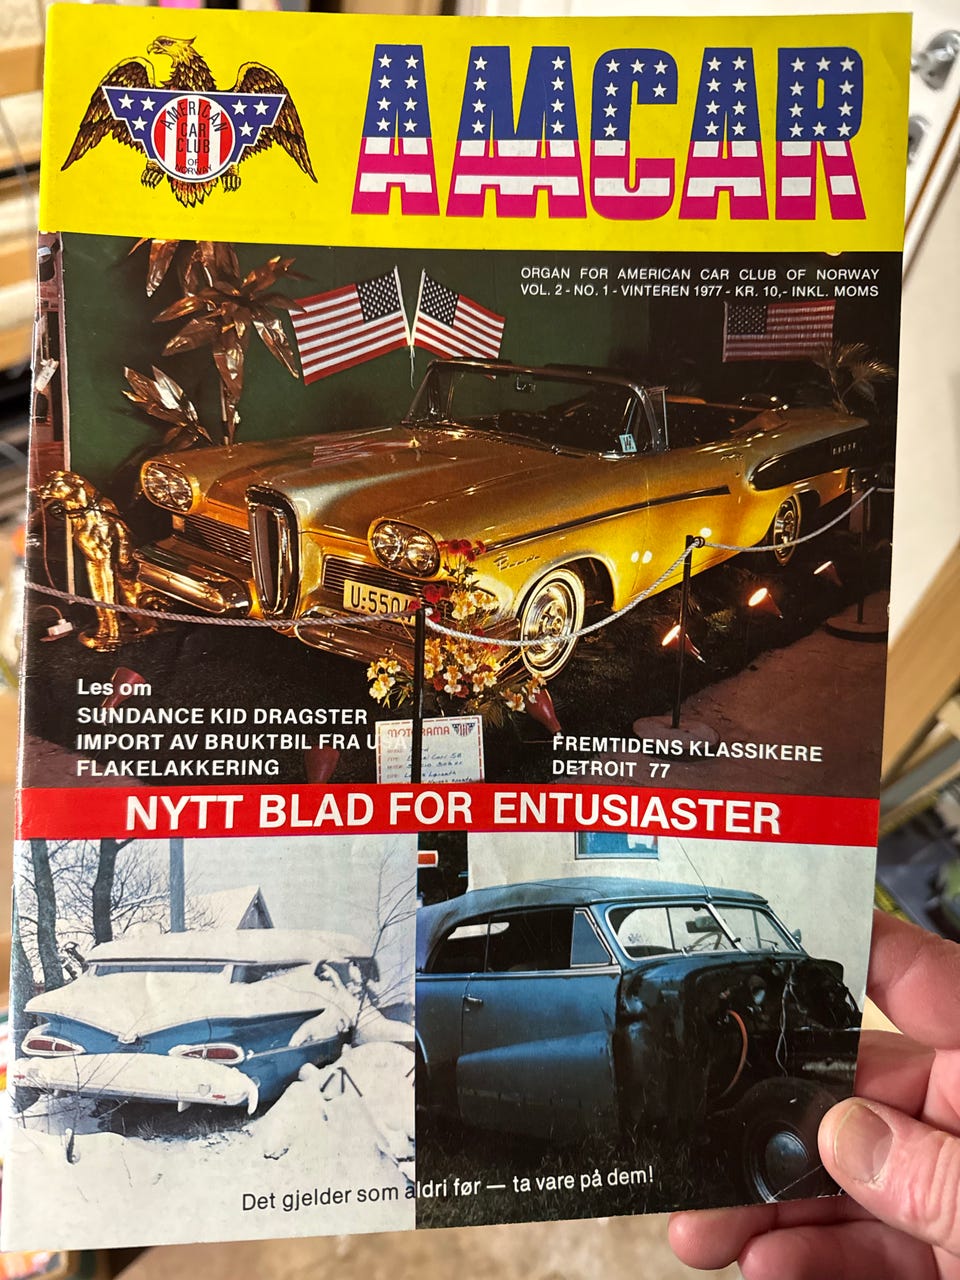 AMERICAN
CAR
CLUB
OF
NORWAY
AMCAR
ORGAN FOR AMERICAN CAR CLUB OF NORWAY
VOL. 2 - NO. 1 - VINTEREN 1977 - KR. 10,- INKL. MOMS
Les om
SUNDANCE KID DRAGSTER
IMPORT AV BRUKTBIL FRA USA
FLAKELAKKERING
MOTORAMA
FREMTIDENS KLASSIKERE
DETROIT 77
NYTT BLAD FOR ENTUSIASTER
Det gjelder som aldri før — ta vare på dem!